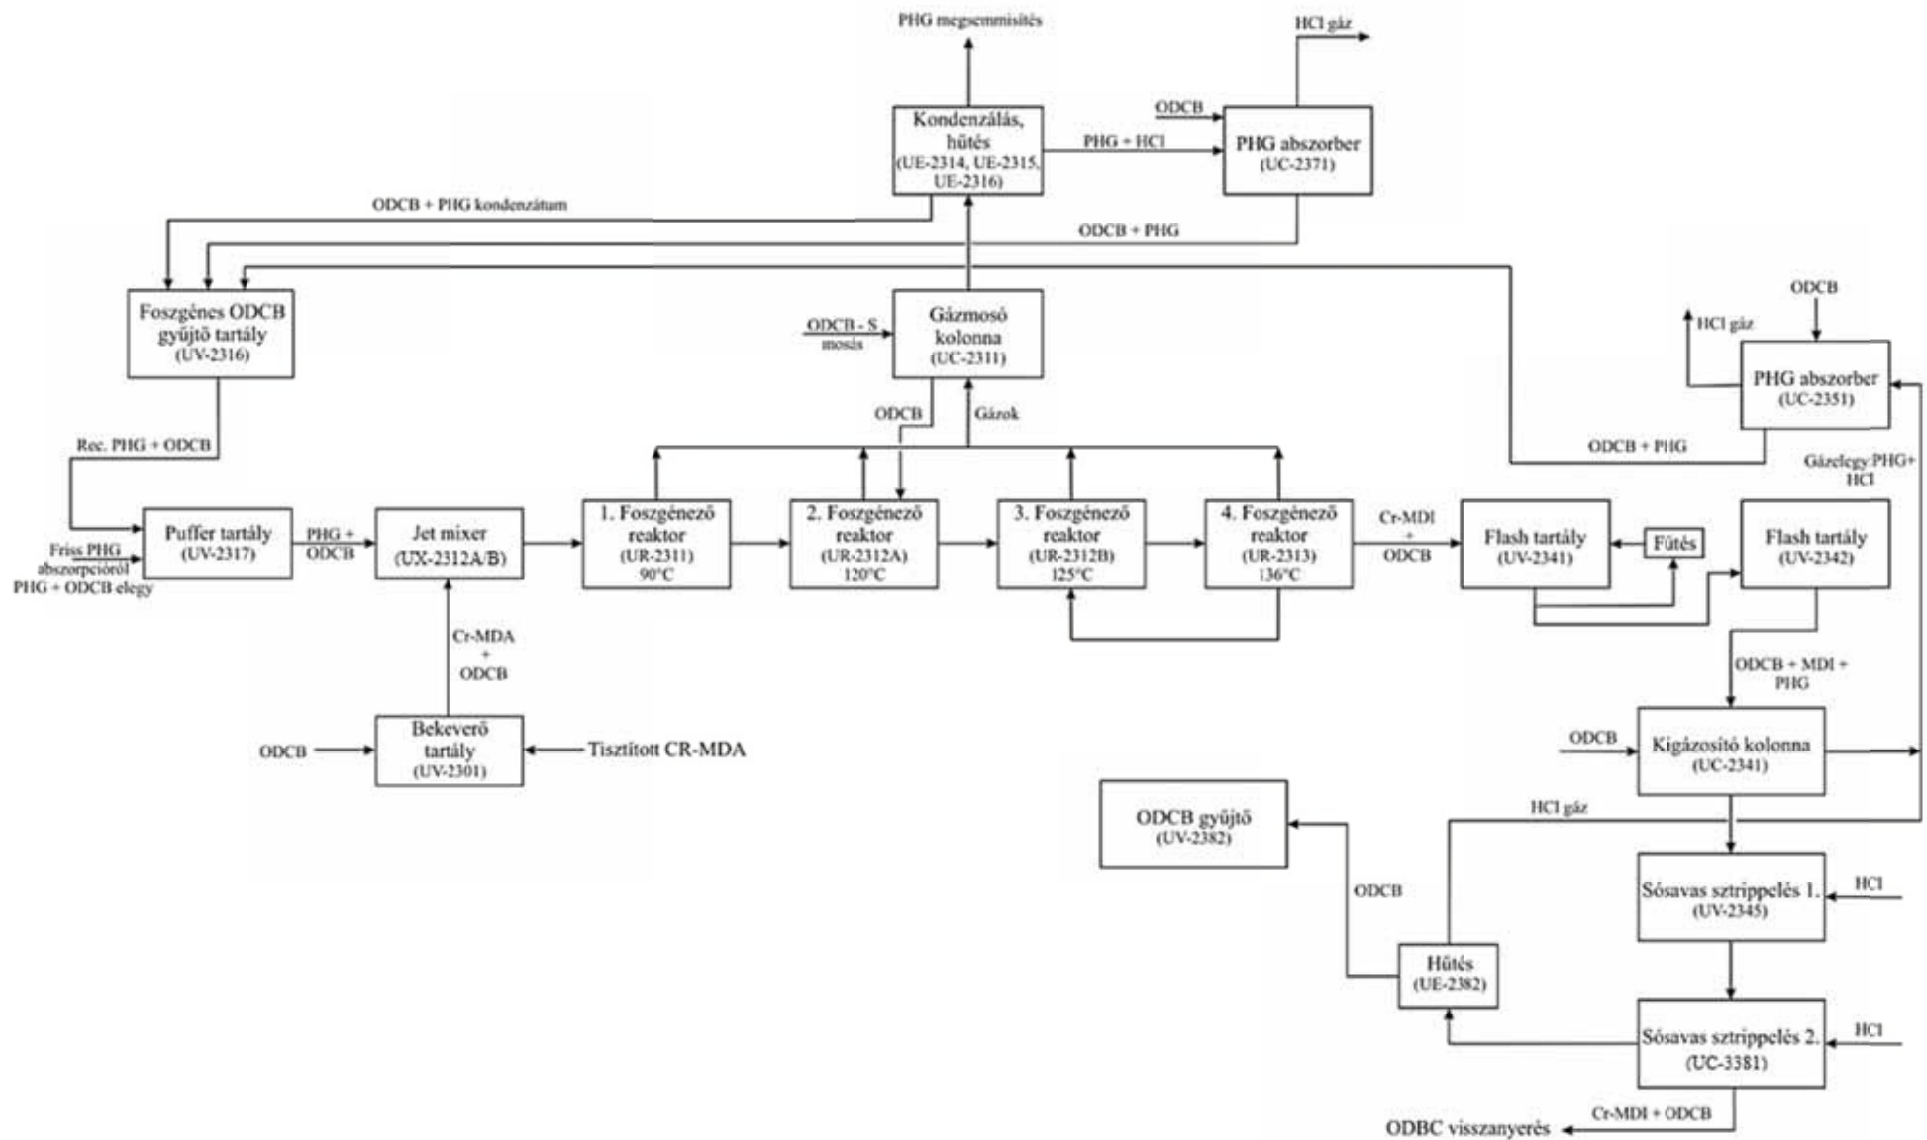 PHG megsemmisítés
HCl gáz
Kondenzálás,
hűtés
(UE-2314, UE-2315,
UE-2316)
PHG + HCl
ODCB
PHG abszorber
(UC-2371)
ODCB + PHG kondenzátum
ODCB + PHG
Foszgénes ODCB
gyűjtő tartály
(UV-2316)
ODCB - S
mosás
Gázmosó
kolonna
(UC-2311)
ODCB
HCl gáz
PHG abszorber
(UC-2351)
ODCB
Gázok
Rec. PHG + ODCB
ODCB + PHG
Gázelegy:PHG+
HCl
Friss PHG
abszorpcióról
PHG + ODCB elegy
Puffer tartály
(UV-2317)
PHG +
ODCB
Jet mixer
(UX-2312A/B)
1. Foszgénező
reaktor
(UR-2311)
90°C
2. Foszgénező
reaktor
(UR-2312A)
120°C
3. Foszgénező
reaktor
(UR-2312B)
125°C
4. Foszgénező
reaktor
(UR-2313)
136°C
Cr-MDI
+
ODCB
Flash tartály
(UV-2341)
Fűtés
Flash tartály
(UV-2342)
Cr-MDA
+
ODCB
ODCB + MDI +
PHG
ODCB
Bekeverő
tartály
(UV-2301)
Tisztított CR-MDA
ODCB
Kigázosító kolonna
(UC-2341)
ODCB gyűjtő
(UV-2382)
HCl gáz
ODCB
Sósavas sztrippelés 1.
(UV-2345)
HCl
Hűtés
(UE-2382)
Sósavas sztrippelés 2.
(UC-3381)
HCl
Cr-MDI + ODCB
ODBC visszanyerés